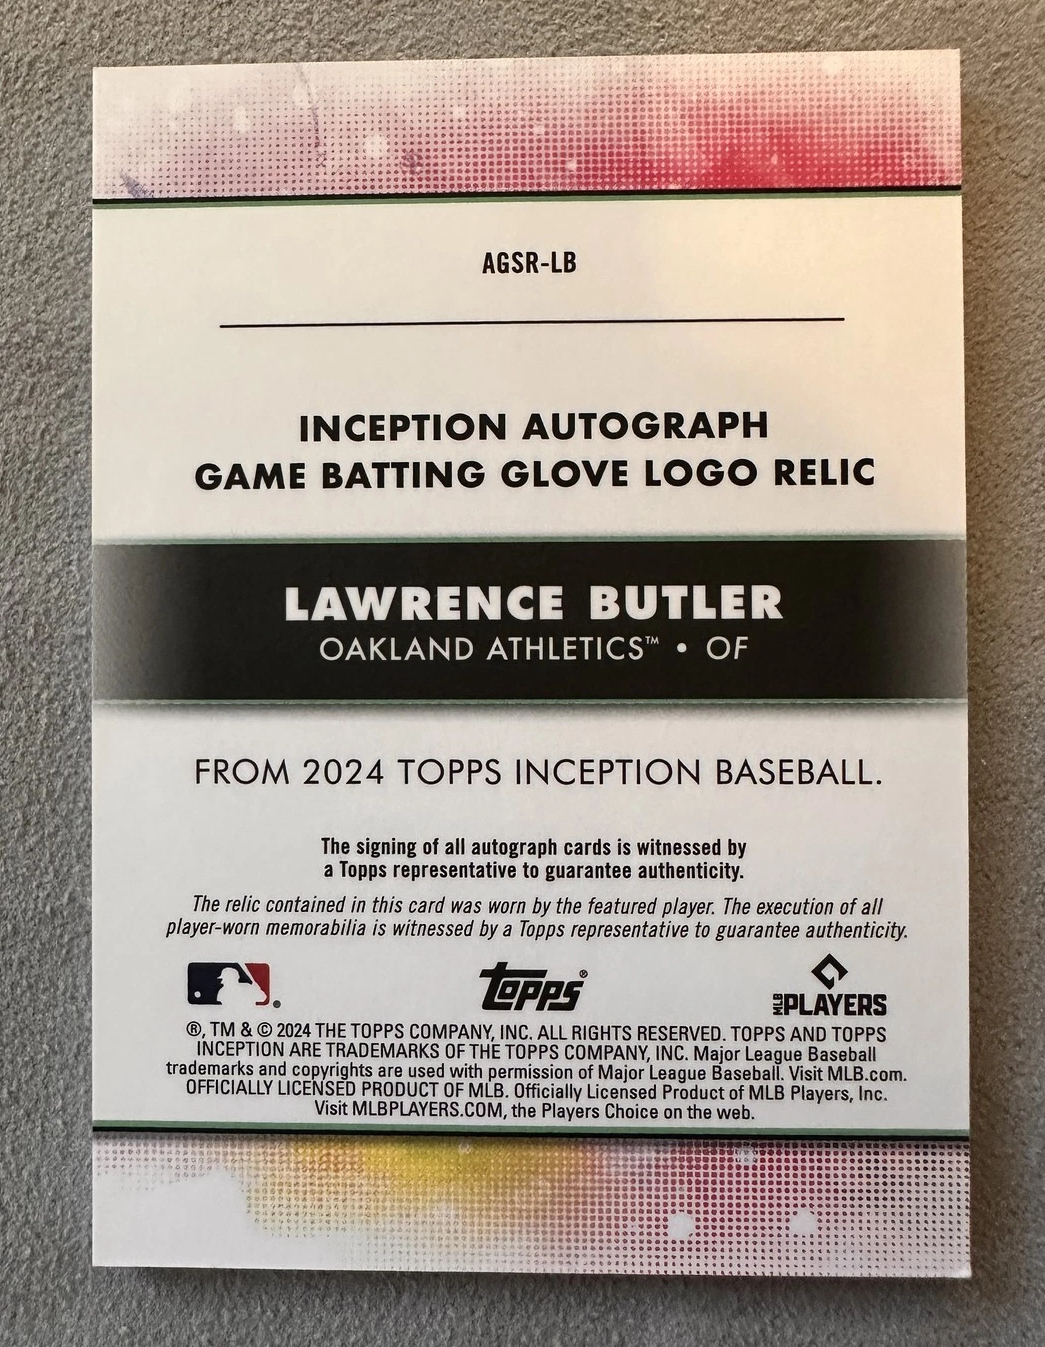 AGSR-LB
INCEPTION AUTOGRAPH
GAME BATTING GLOVE LOGO RELIC
LAWRENCE BUTLER
OAKLAND ATHLETICS™ • OF
FROM 2024 TOPPS INCEPTION BASEBALL.
The signing of all autograph cards is witnessed by
a Topps representative to guarantee authenticity.
The relic contained in this card was worn by the featured player. The execution of all
player-worn memorabilia is witnessed by a Topps representative to guarantee authenticity.
® topps® MLB PLAYERS
®, TM & © 2024 THE TOPPS COMPANY, INC. ALL RIGHTS RESERVED. TOPPS AND TOPPS
INCEPTION ARE TRADEMARKS OF THE TOPPS COMPANY, INC. Major League Baseball
trademarks and copyrights are used with permission of Major League Baseball. Visit MLB.com.
OFFICIALLY LICENSED PRODUCT OF MLB. Officially Licensed Product of MLB Players, Inc.
Visit MLBPLAYERS.COM, the Players Choice on the web.